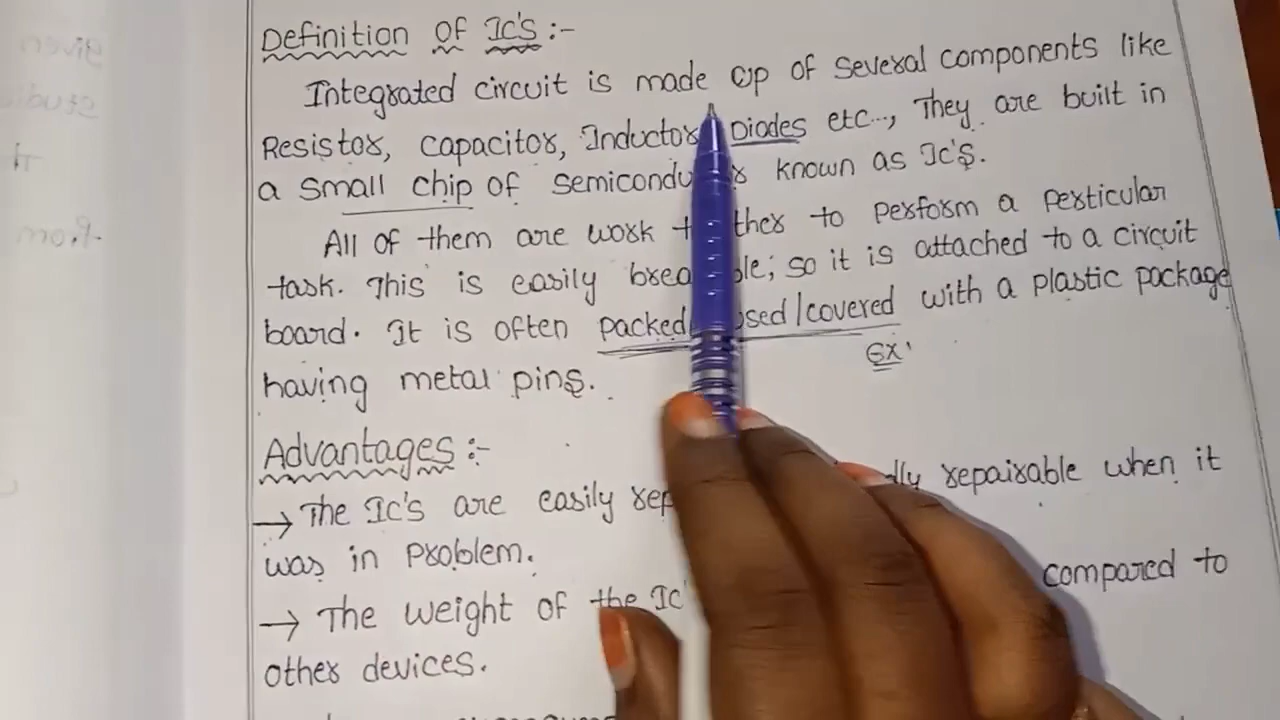 Definition of Ic's :-
Integrated circuit is made up of several components like
Resistor, capacitor, Inductor Diodes etc..., They are built in
a small chip of known as Ic's.
All of them are work to perform a perticular
task. This is easily so it is attached to a circuit
board. It is often packed /covered with a plastic package
Ex'
having metal pins.
Advantages :-
→ The Ic's are easily repairable when it
was in problem.
→ The weight of the Ic' compared to
other devices.